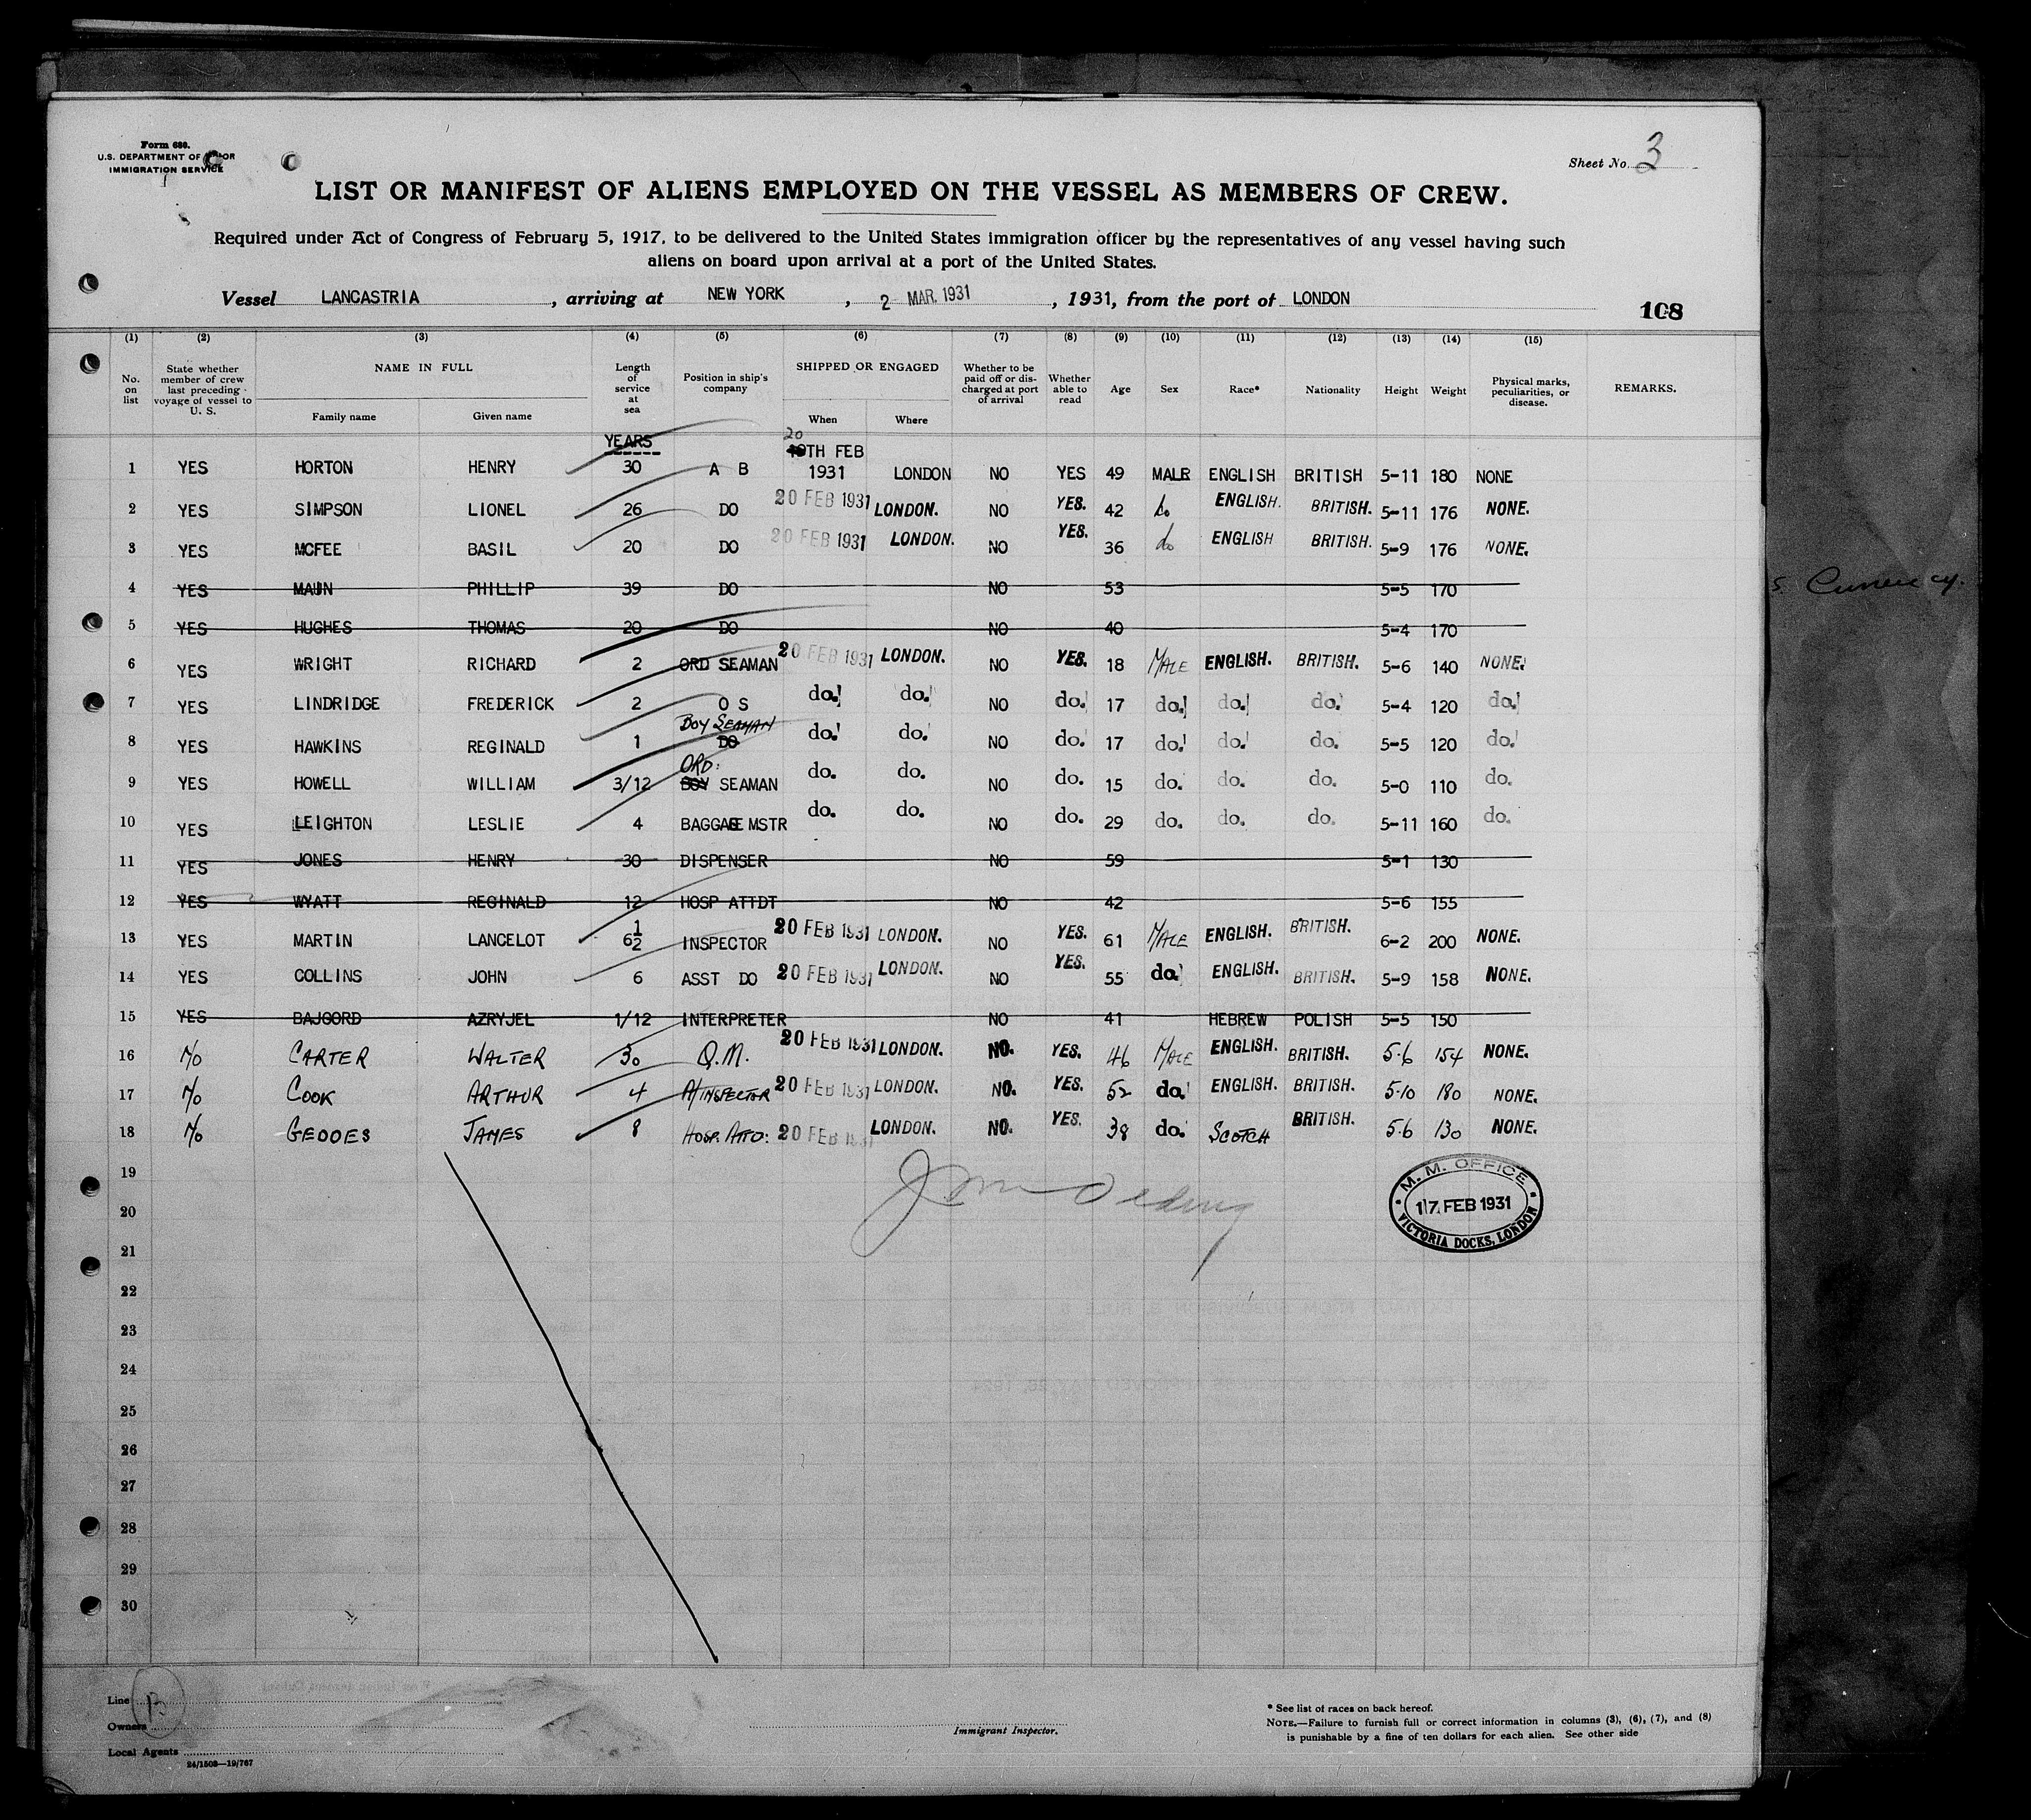 Form 680.
U.S. DEPARTMENT OF LABOR
IMMIGRATION SERVICE
Sheet No. 3
LIST OR MANIFEST OF ALIENS EMPLOYED ON THE VESSEL AS MEMBERS OF CREW.
Required under Act of Congress of February 5, 1917, to be delivered to the United States immigration officer by the representatives of any vessel having such
aliens on board upon arrival at a port of the United States.
Vessel LANCASTRIA, arriving at NEW YORK, 2 MAR. 1931, 1931, from the port of LONDON
108
(1) (2) (3) (4) (5) (6) (7) (8) (9) (10) (11) (12) (13) (14) (15)
No. on list State whether member of crew last preceding voyage of vessel to U. S. NAME IN FULL Family name Given name Length of service at sea Position in ship's company SHIPPED OR ENGAGED When Where Whether to be paid off or discharged at port of arrival Whether able to read Age Sex Race* Nationality Height Weight Physical marks, peculiarities, or disease. REMARKS.
YEARS 20
10TH FEB
1 YES HORTON HENRY 30 A B 1931 LONDON NO YES 49 MALE ENGLISH BRITISH 5-11 180 NONE
2 YES SIMPSON LIONEL 26 DO 20 FEB 1931 LONDON. NO YES. 42 do ENGLISH. BRITISH. 5-11 176 NONE.
3 YES MCFEE BASIL 20 DO 20 FEB 1931 LONDON. NO YES. 36 do ENGLISH BRITISH. 5-9 176 NONE.
4 YES MAUN PHILLIP 39 DO NO 53 5-5 170
5 YES HUGHES THOMAS 20 DO NO 40 5-4 170
6 YES WRIGHT RICHARD 2 ORD SEAMAN 20 FEB 1931 LONDON. NO YES. 18 MALE ENGLISH. BRITISH. 5-6 140 NONE.
7 YES LINDRIDGE FREDERICK 2 O S do. do. NO do. 17 do. do. do. 5-4 120 do.
BOY SEAMAN
8 YES HAWKINS REGINALD 1 DO do. do. NO do. 17 do. do. do. 5-5 120 do.
ORD:
9 YES HOWELL WILLIAM 3/12 BOY SEAMAN do. do. NO do. 15 do. do. do. 5-0 110 do.
10 YES LEIGHTON LESLIE 4 BAGGAGE MSTR do. do. NO do. 29 do. do. do. 5-11 160 do.
11 YES JONES HENRY 30 DISPENSER NO 59 5-1 130
12 YES WYATT REGINALD 12 HOSP ATTDT NO 42 5-6 155
13 YES MARTIN LANCELOT 6½ INSPECTOR 20 FEB 1931 LONDON. NO YES. 61 MALE ENGLISH. BRITISH. 6-2 200 NONE.
14 YES COLLINS JOHN 6 ASST DO 20 FEB 1931 LONDON. NO YES. 55 do. ENGLISH. BRITISH. 5-9 158 NONE.
15 YES BAJGORD AZRYJEL 1/12 INTERPRETER NO 41 HEBREW POLISH 5-5 150
16 NO CARTER WALTER 30 Q.M. 20 FEB 1931 LONDON. NO. YES. 46 MALE ENGLISH. BRITISH. 5.6 154 NONE.
17 NO COOK ARTHUR 4 A/INSPECTOR 20 FEB 1931 LONDON. NO. YES. 52 do. ENGLISH. BRITISH. 5.10 180 NONE.
18 NO GEDDES JAMES 8 HOSP. ATTD: 20 FEB 1931 LONDON. NO. YES. 38 do. SCOTCH BRITISH. 5.6 130 NONE.
19
20
21
22
23
24
25
26
27
28
29
30
M. M. OFFICE
17 FEB 1931
VICTORIA DOCKS, LONDON
Line
Owners
Local Agents
24/1508—19/767
Immigrant Inspector.
* See list of races on back hereof.
NOTE.—Failure to furnish full or correct information in columns (3), (6), (7), and (8)
is punishable by a fine of ten dollars for each alien. See other side
Currency.